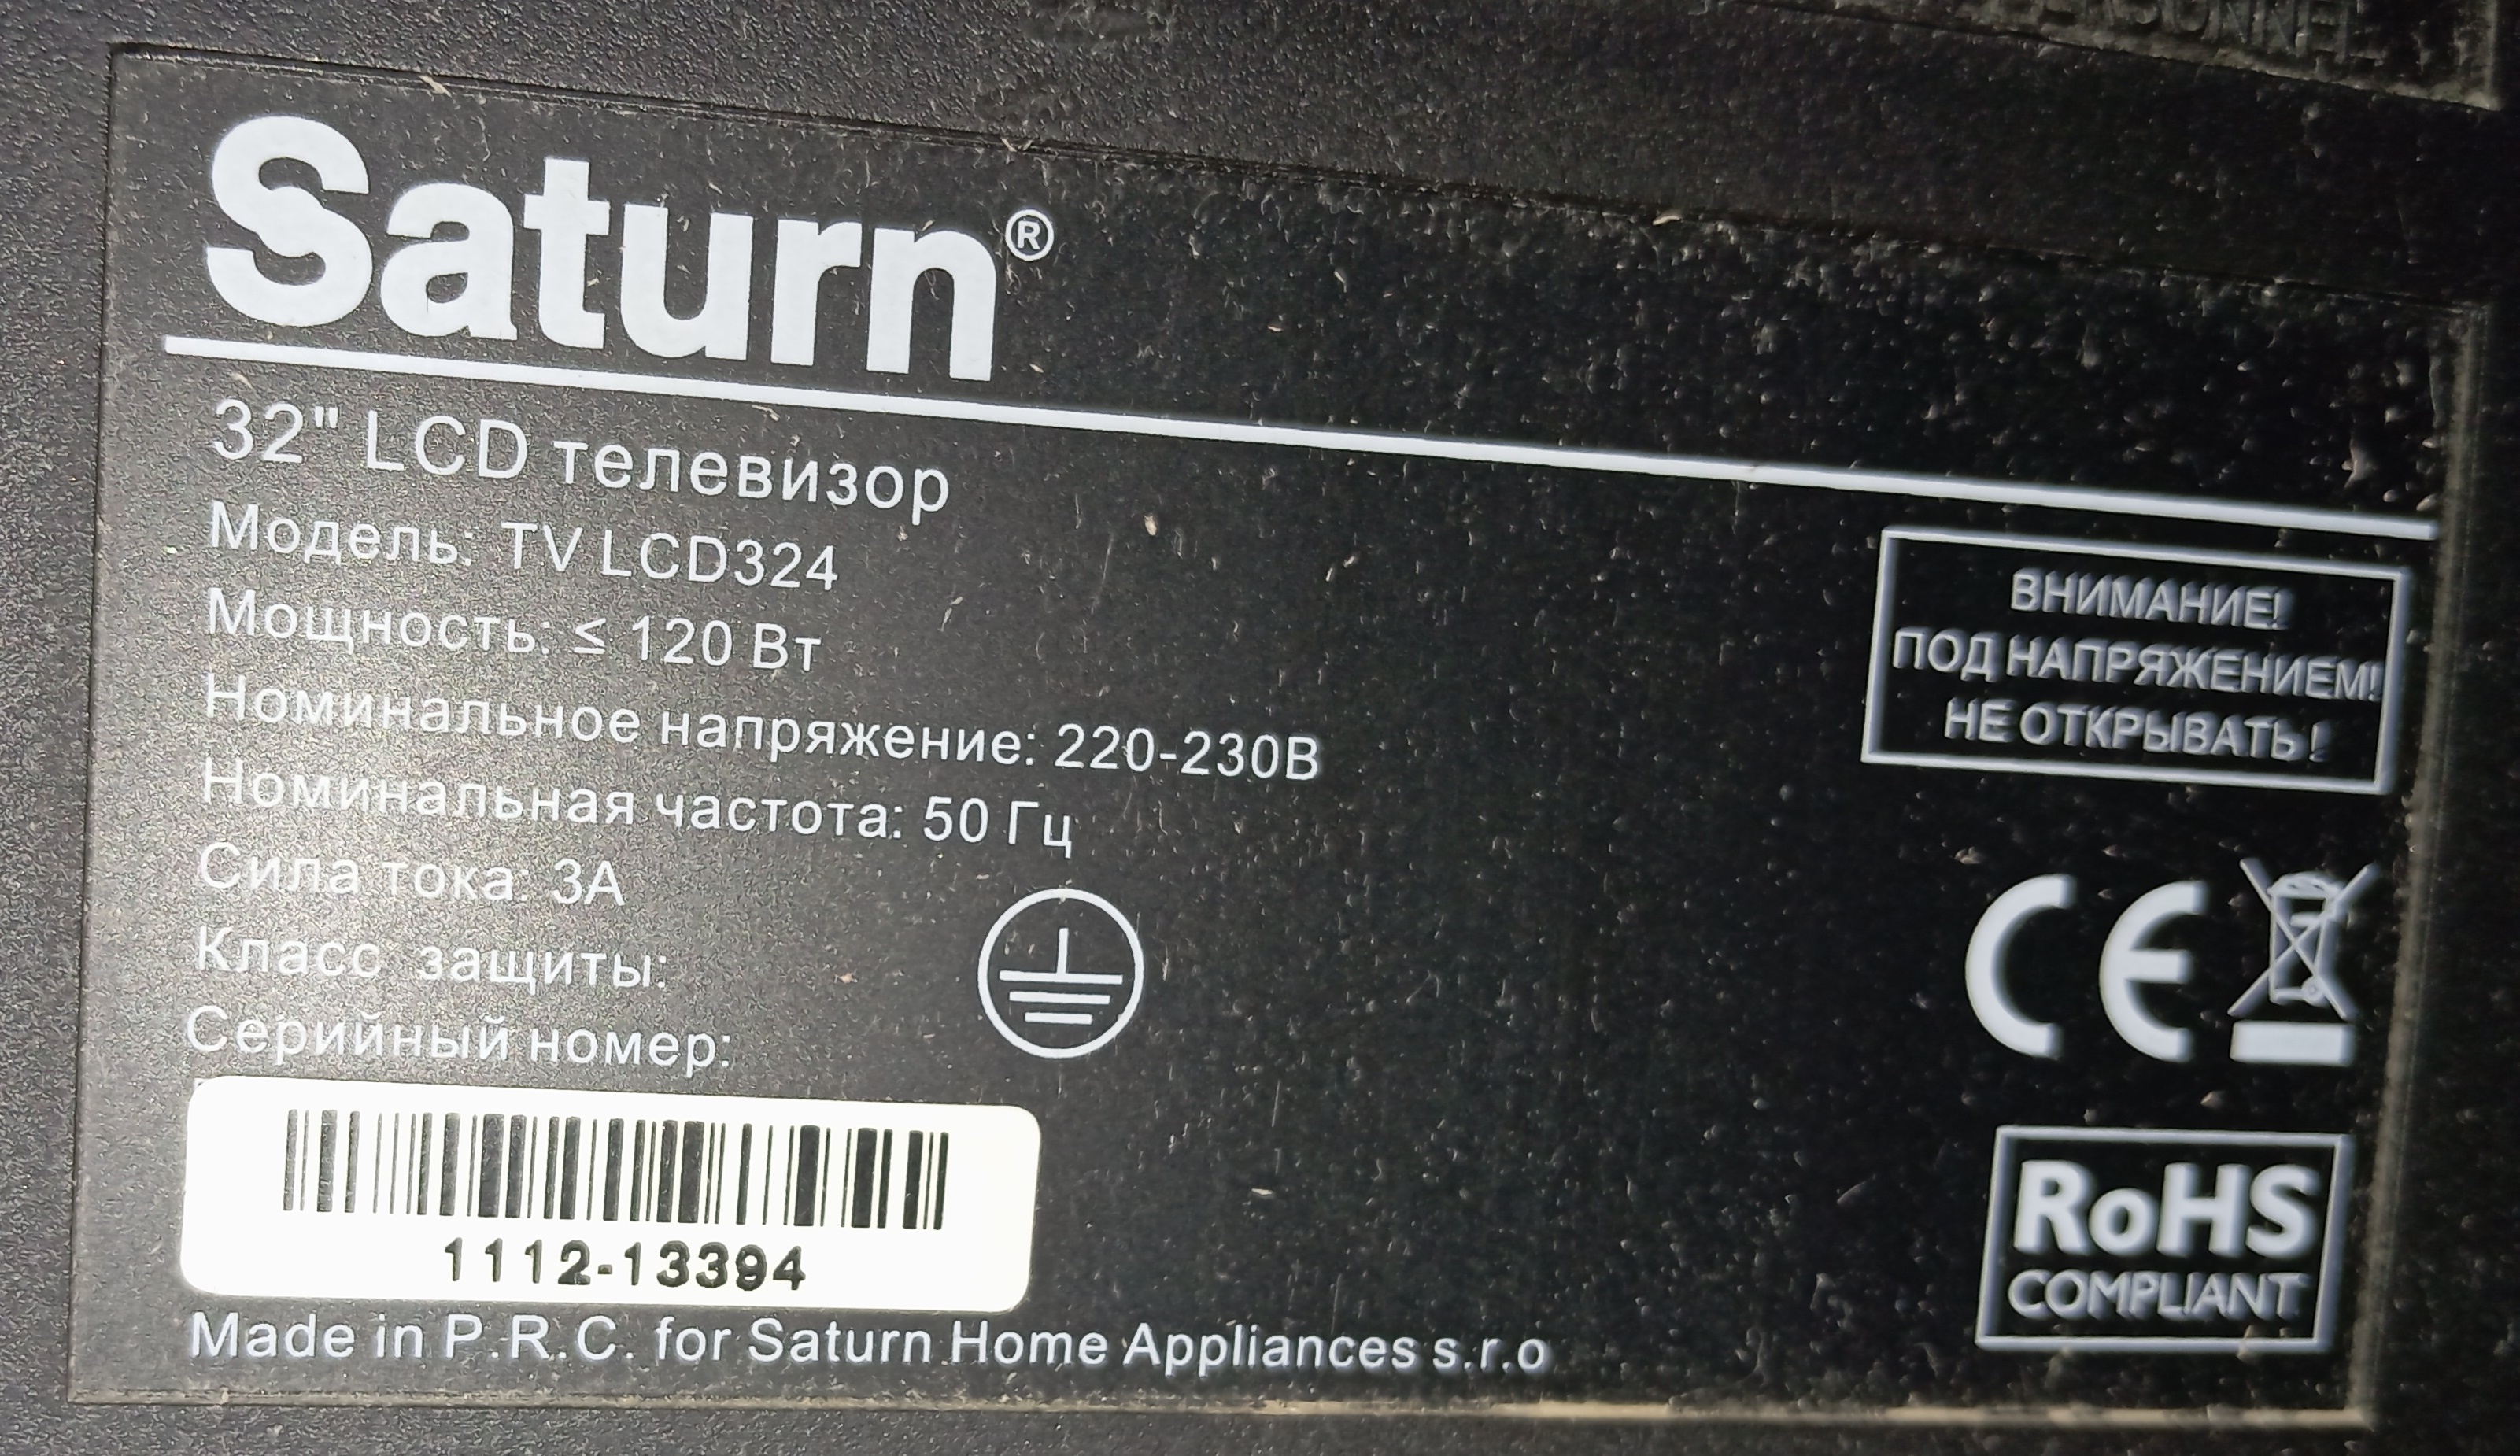 Saturn®
32" LCD телевизор
Модель: TV LCD324
Мощность: ≤ 120 Вт
Номинальное напряжение: 220-230В
Номинальная частота: 50 Гц
Сила тока: 3А
Класс защиты:
Серийный номер:
1112-13394
Made in P.R.C. for Saturn Home Appliances s.r.o
ВНИМАНИЕ!
ПОД НАПРЯЖЕНИЕМ!
НЕ ОТКРЫВАТЬ!
CE
RoHS
COMPLIANT